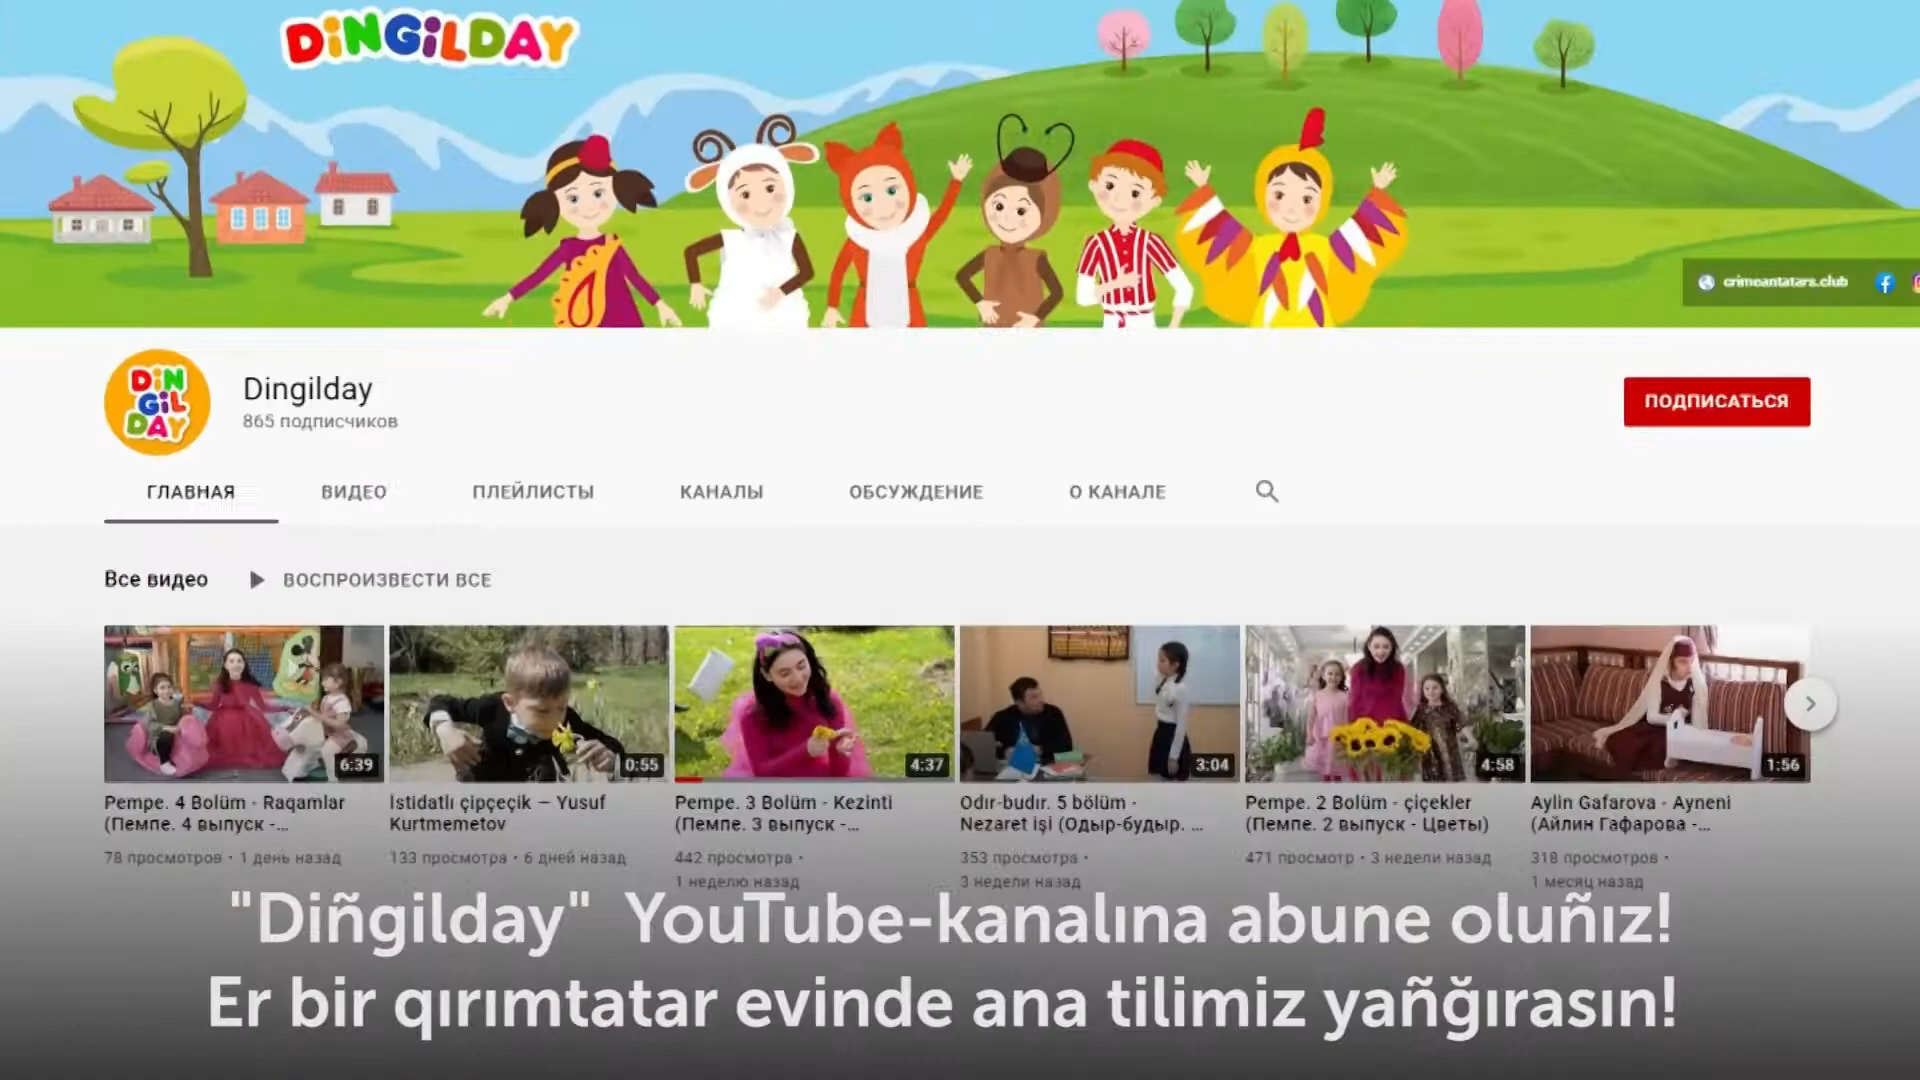 DiNGiLDAY
crimeantatars.club
DiN
GiL
DAY
Dingilday
865 подписчиков
ПОДПИСАТЬСЯ
ГЛАВНАЯ ВИДЕО ПЛЕЙЛИСТЫ КАНАЛЫ ОБСУЖДЕНИЕ О КАНАЛЕ
Все видео ВОСПРОИЗВЕСТИ ВСЕ
6:39 0:55 4:37 3:04 4:58 1:56
Pempe. 4 Bolüm - Raqamlar
(Пемпе. 4 выпуск -...
78 просмотров • 1 день назад
İstidatlı çipçeçik — Yusuf
Kurtmemetov
133 просмотра • 6 дней назад
Pempe. 3 Bolüm - Kezinti
(Пемпе. 3 выпуск -...
442 просмотра •
1 неделю назад
Odır-budır. 5 bölüm -
Nezaret işi (Одыр-будыр. ...
353 просмотра •
3 недели назад
Pempe. 2 Bolüm - çiçekler
(Пемпе. 2 выпуск - Цветы)
471 просмотр • 3 недели назад
Aylin Gafarova - Ayneni
(Айлин Гафарова -...
318 просмотров •
1 месяц назад
"Diñgilday" YouTube-kanalına abune oluñız!
Er bir qırımtatar evinde ana tilimiz yañğırasın!